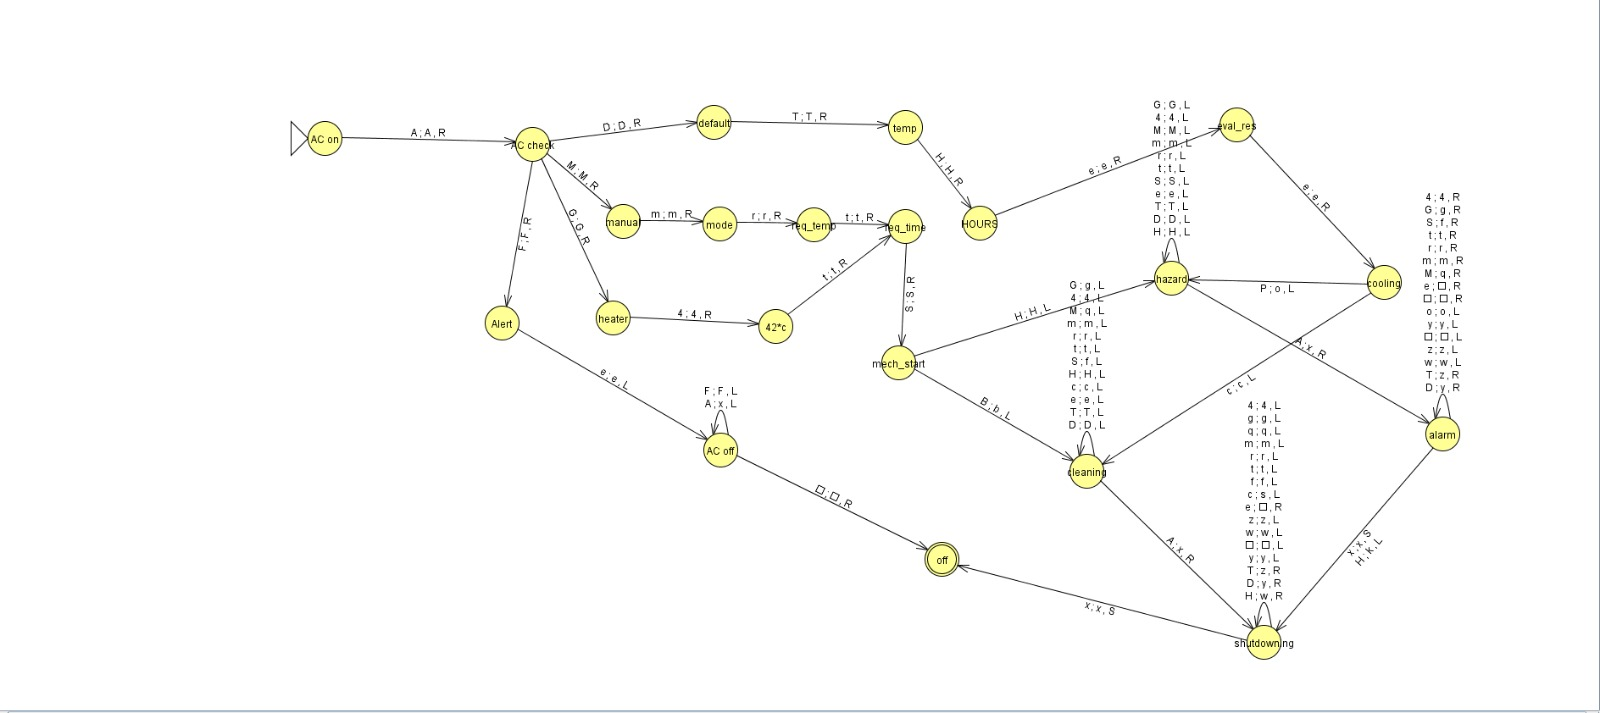 AC on
A ; A , R
AC check
D ; D , R
default
T ; T , R
temp
H ; H , R
HOURS
e ; e , R
eval_res
e ; e , R
cooling
M ; M , R
manual
m ; m , R
mode
r ; r , R
req_temp
t ; t , R
req_time
G ; G , R
heater
4 ; 4 , R
42*c
t ; t , R
F ; F , R
Alert
e ; e , L
F ; F , L
A ; x , L
AC off
□ ; □ , R
off
S ; S , R
mech_start
H ; H , L
B ; b , L
G ; G , L
4 ; 4 , L
M ; M , L
m ; m , L
r ; r , L
t ; t , L
S ; S , L
e ; e , L
T ; T , L
D ; D , L
H ; H , L
hazard
P ; o , L
A ; x , R
c ; c , L
G ; g , L
4 ; 4 , L
M ; q , L
m ; m , L
r ; r , L
t ; t , L
S ; f , L
H ; H , L
c ; c , L
e ; e , L
T ; T , L
D ; D , L
cleaning
A ; x , R
4 ; 4 , R
G ; g , R
S ; f , R
t ; t , R
r ; r , R
m ; m , R
M ; q , R
e ; □ , R
□ ; □ , R
o ; o , L
y ; y , L
□ ; □ , L
z ; z , L
w ; w , L
T ; z , R
D ; y , R
alarm
x ; x , S
H ; k , L
4 ; 4 , L
g ; g , L
q ; q , L
m ; m , L
r ; r , L
t ; t , L
f ; f , L
c ; s , L
e ; □ , R
z ; z , L
w ; w , L
□ ; □ , L
y ; y , L
T ; z , R
D ; y , R
H ; w , R
shutdowning
x ; x , S